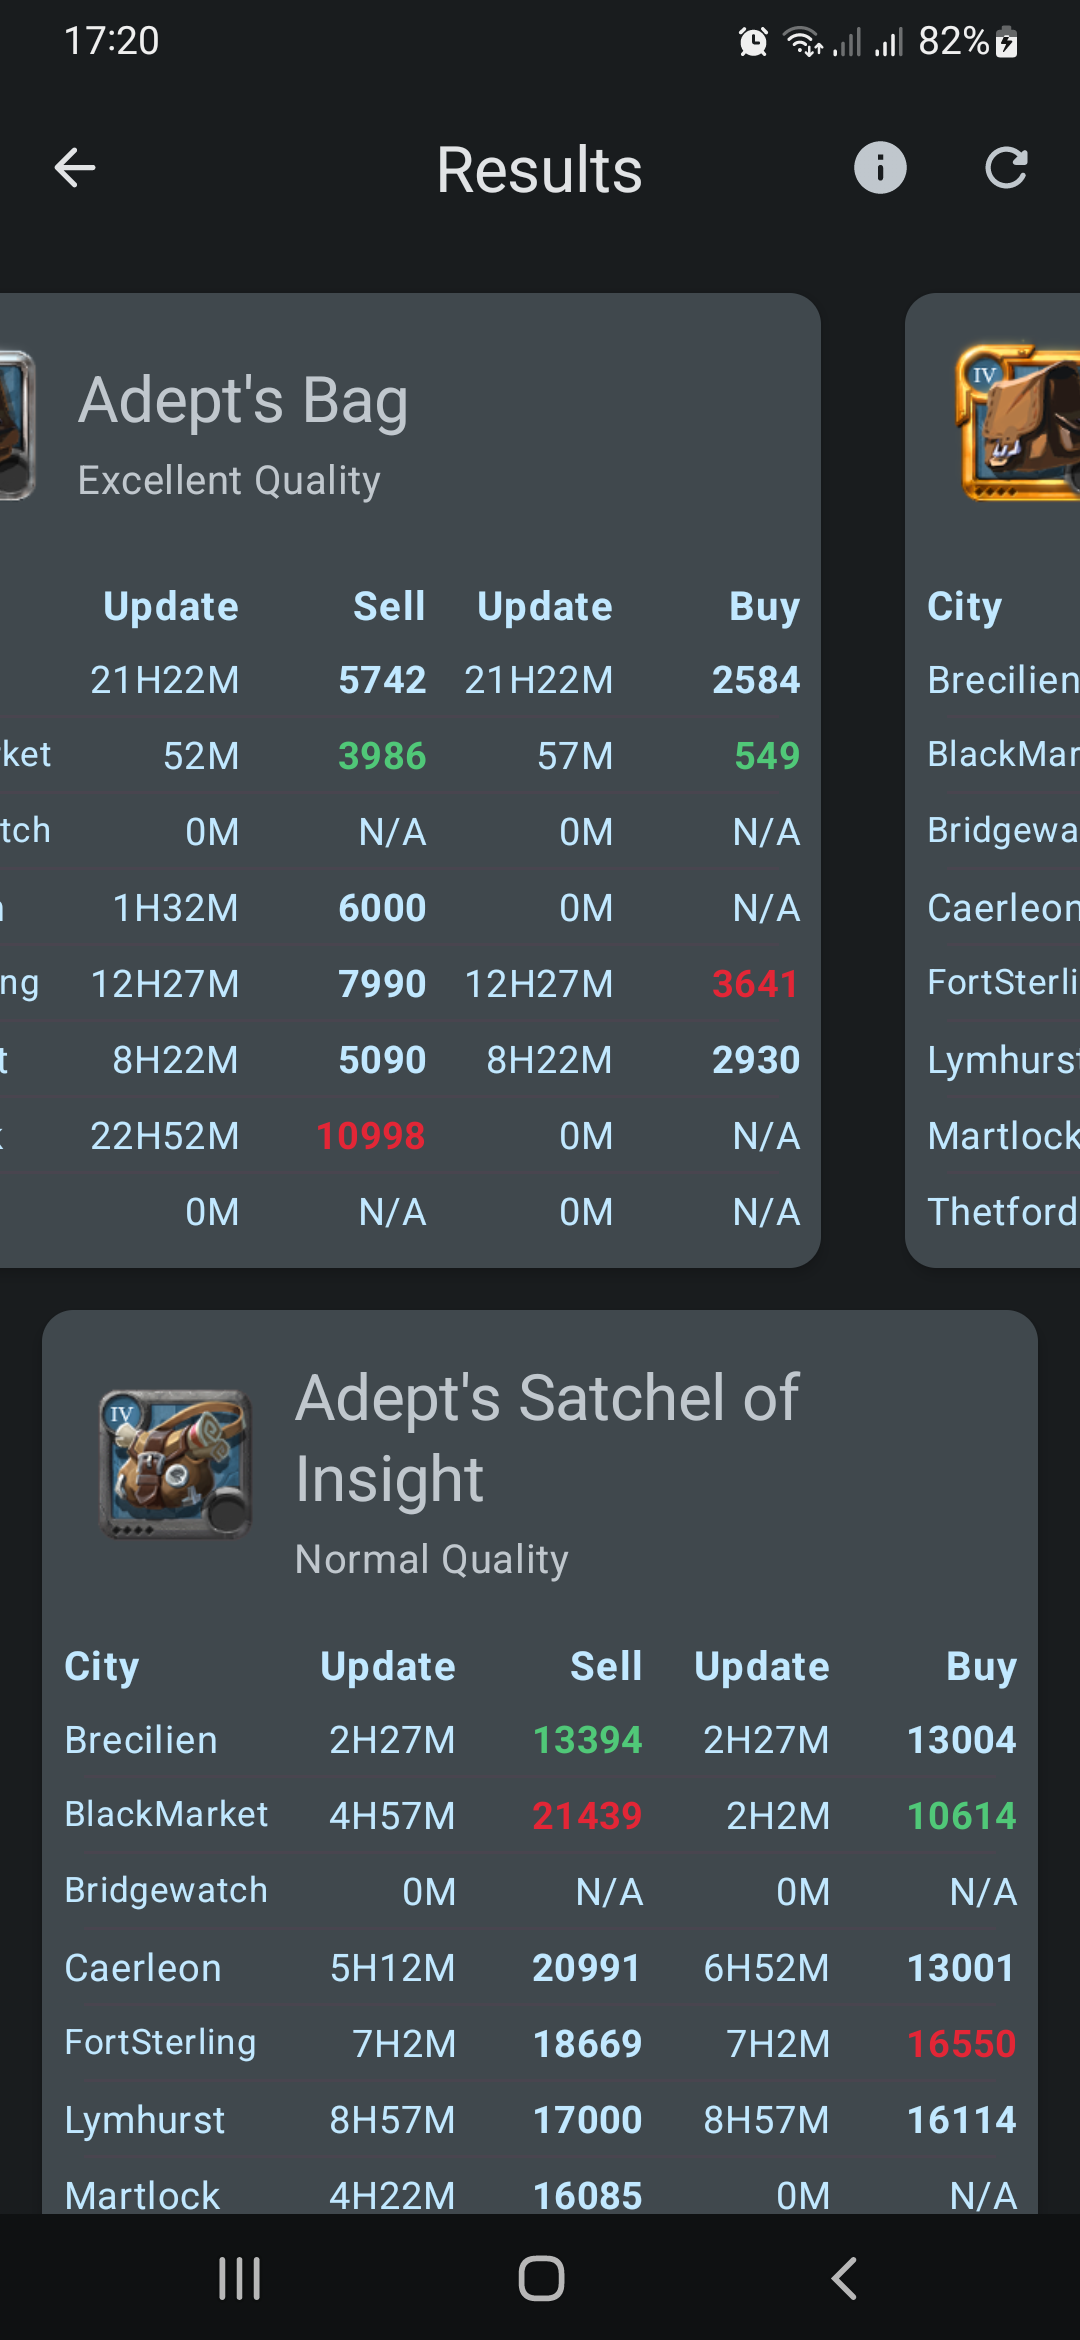 17:20 82%
Results
Adept's Bag
Excellent Quality
Update Sell Update Buy
21H22M 5742 21H22M 2584
ket 52M 3986 57M 549
tch 0M N/A 0M N/A
1H32M 6000 0M N/A
ng 12H27M 7990 12H27M 3641
t 8H22M 5090 8H22M 2930
22H52M 10998 0M N/A
0M N/A 0M N/A
IV
City
Brecilien
BlackMar
Bridgewa
Caerleon
FortSterli
Lymhurst
Martlock
Thetford
IV
Adept's Satchel of
Insight
Normal Quality
City Update Sell Update Buy
Brecilien 2H27M 13394 2H27M 13004
BlackMarket 4H57M 21439 2H2M 10614
Bridgewatch 0M N/A 0M N/A
Caerleon 5H12M 20991 6H52M 13001
FortSterling 7H2M 18669 7H2M 16550
Lymhurst 8H57M 17000 8H57M 16114
Martlock 4H22M 16085 0M N/A